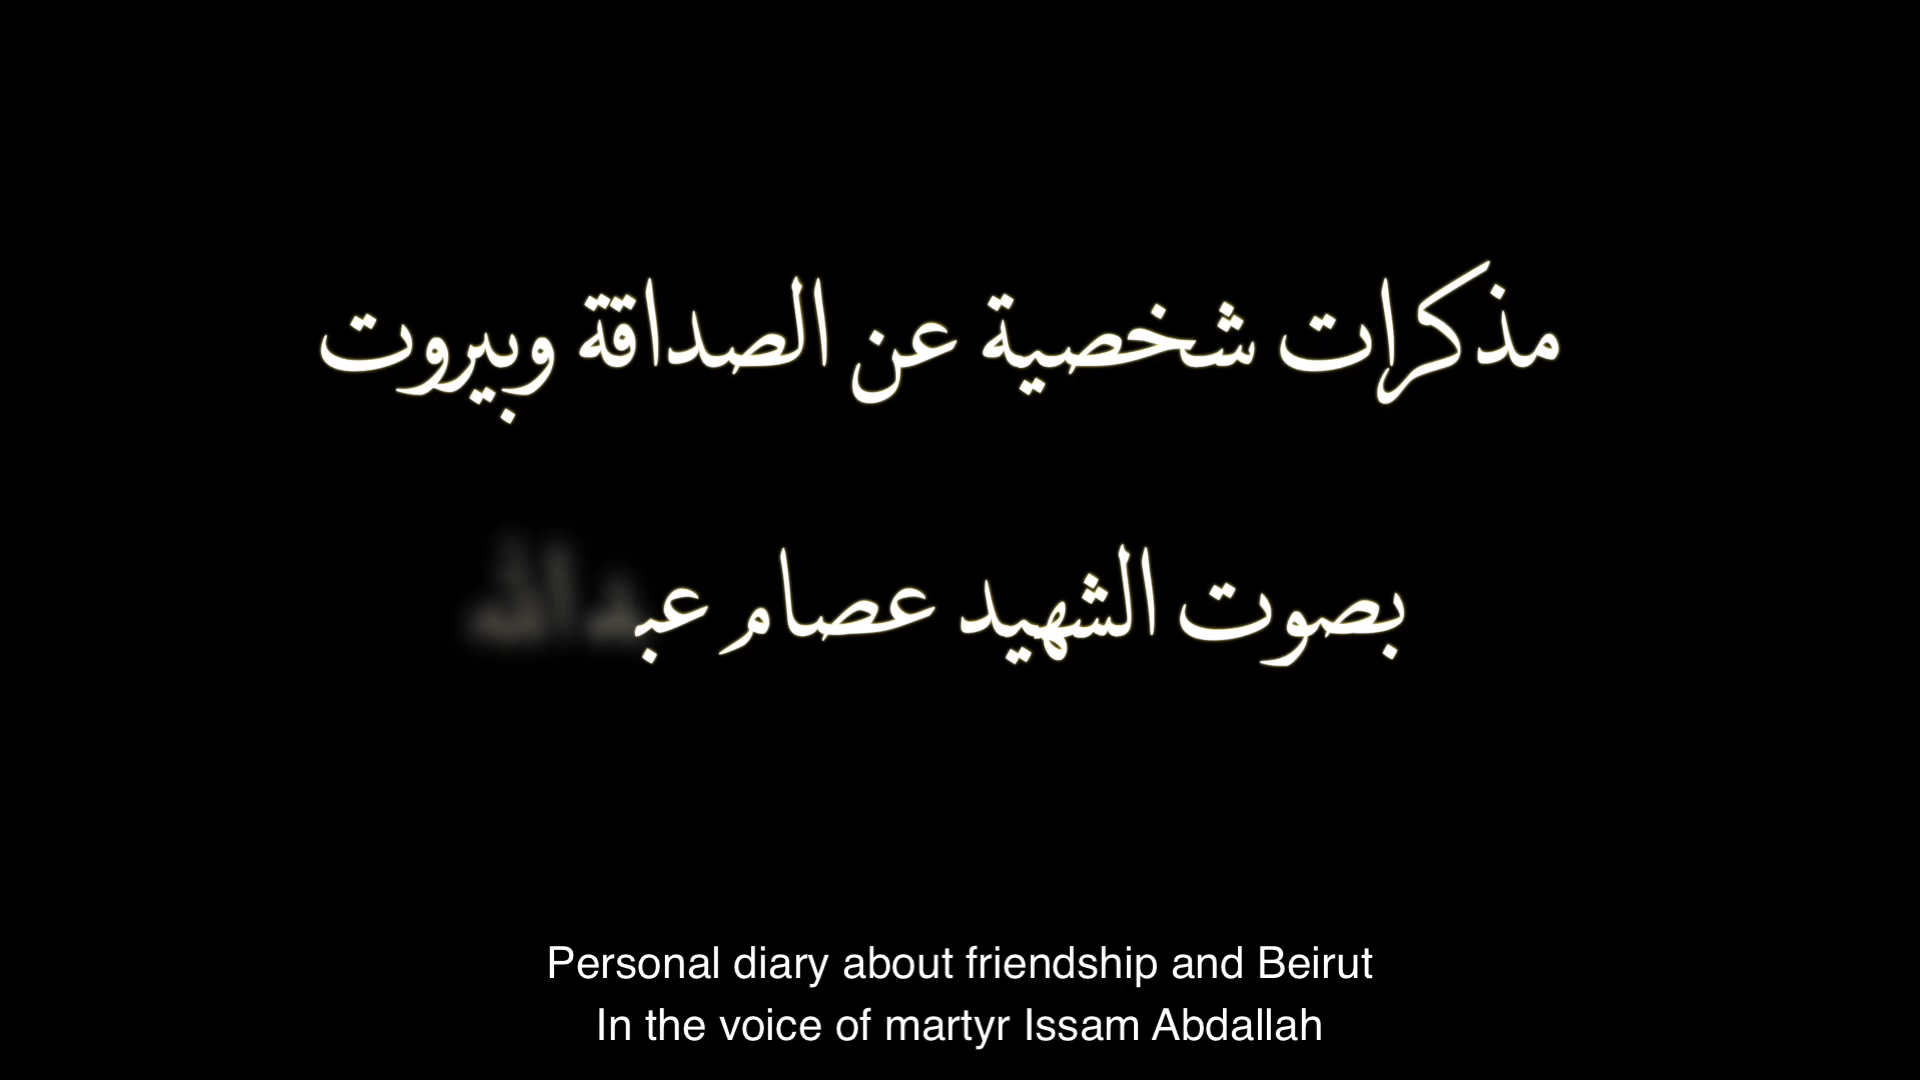 مذكرات شخصية عن الصداقة وبيروت
بصوت الشهيد عصام عبدالله
Personal diary about friendship and Beirut
In the voice of martyr Issam Abdallah